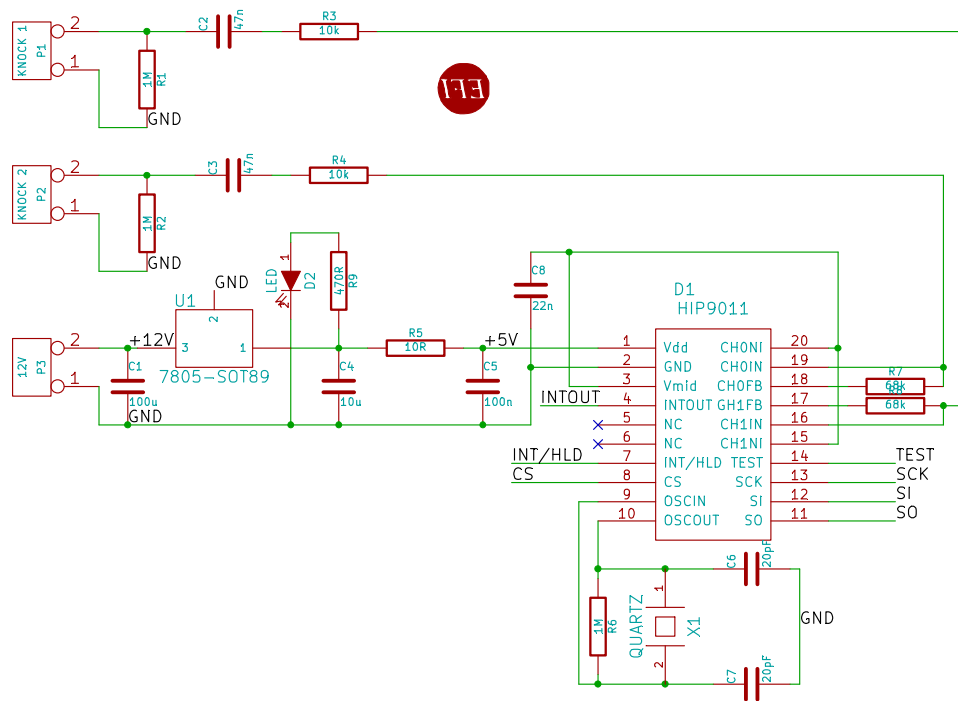 KNOCK 1
P1
2
1
1M
R1
GND
C2
47n
R3
10k
KNOCK 2
P2
2
1
1M
R2
GND
C3
47n
R4
10k
12V
P3
2
1
+12V
C1
100u
GND
U1
GND
2
3
1
7805-SOT89
LED
1
2
D2
470R
R9
C4
10u
R5
10R
+5V
C5
100n
C8
22n
D1
HIP9011
1 Vdd CH0NI 20
2 GND CH0IN 19
3 Vmid CH0FB 18
INTOUT 4 INTOUT GH1FB 17
5 NC CH1IN 16
6 NC CH1NI 15
INT/HLD 7 INT/HLD TEST 14 TEST
CS 8 CS SCK 13 SCK
9 OSCIN SI 12 SI
10 OSCOUT SO 11 SO
R7
68k
R8
68k
1M
R6
QUARTZ
1
2
X1
C6
20pF
GND
C7
20pF